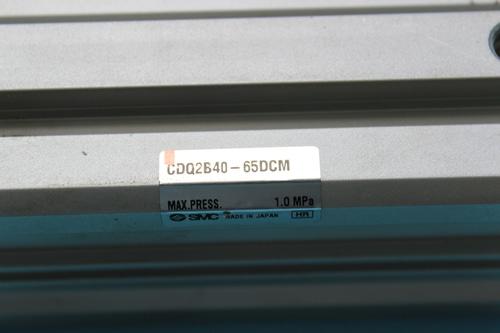 CDQ2B40-65DCM
MAX.PRESS. 1.0 MPa
SMC MADE IN JAPAN HR